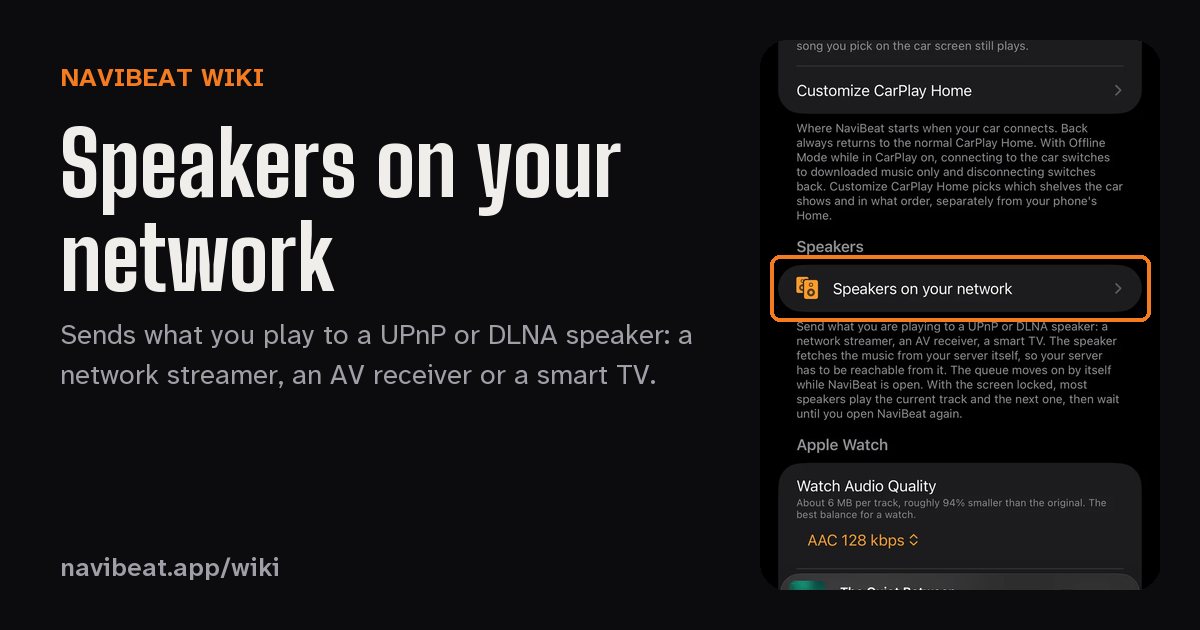 NAVIBEAT WIKI
Speakers on your
network
Sends what you play to a UPnP or DLNA speaker: a
network streamer, an AV receiver or a smart TV.
navibeat.app/wiki
song you pick on the car screen still plays.
Customize CarPlay Home
Where NaviBeat starts when your car connects. Back
always returns to the normal CarPlay Home. With Offline
Mode while in CarPlay on, connecting to the car switches
to downloaded music only and disconnecting switches
back. Customize CarPlay Home picks which shelves the car
shows and in what order, separately from your phone's
Home.
Speakers
Speakers on your network
Send what you are playing to a UPnP or DLNA speaker: a
network streamer, an AV receiver, a smart TV. The speaker
fetches the music from your server itself, so your server
has to be reachable from it. The queue moves on by itself
while NaviBeat is open. With the screen locked, most
speakers play the current track and the next one, then wait
until you open NaviBeat again.
Apple Watch
Watch Audio Quality
About 6 MB per track, roughly 94% smaller than the original. The
best balance for a watch.
AAC 128 kbps
The Quiet Between